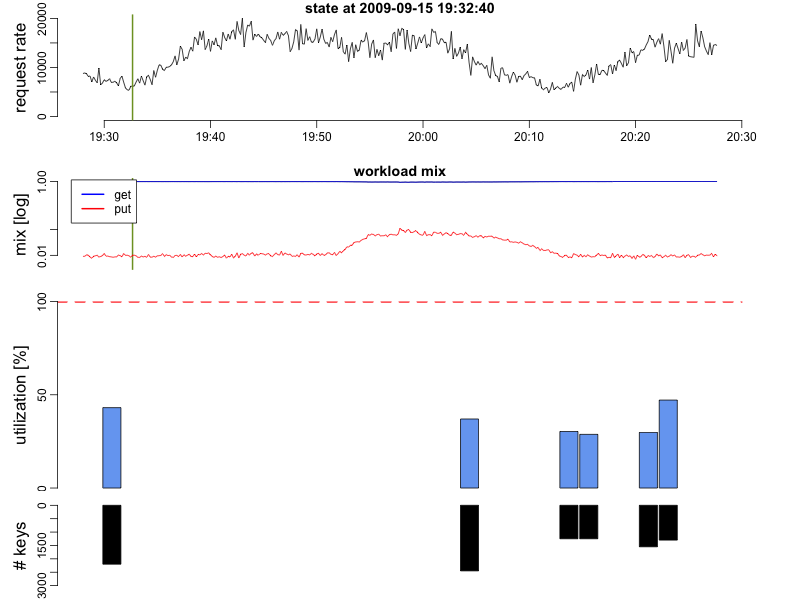 state at 2009-09-15 19:32:40
request rate
20000
10000
0
19:30 19:40 19:50 20:00 20:10 20:20 20:30
workload mix
mix [log]
1.00
0.01
get
put
utilization [%]
100
50
0
# keys
0
1500
3000